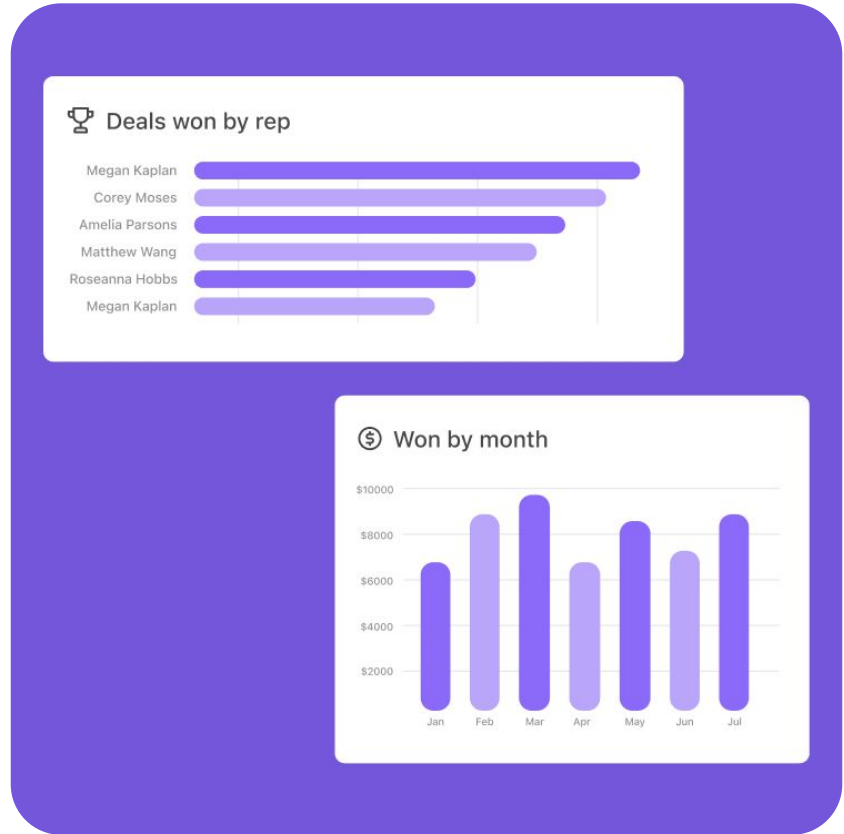 Deals won by rep
Megan Kaplan
Corey Moses
Amelia Parsons
Matthew Wang
Roseanna Hobbs
Megan Kaplan
Won by month
$10000
$8000
$6000
$4000
$2000
Jan Feb Mar Apr May Jun Jul